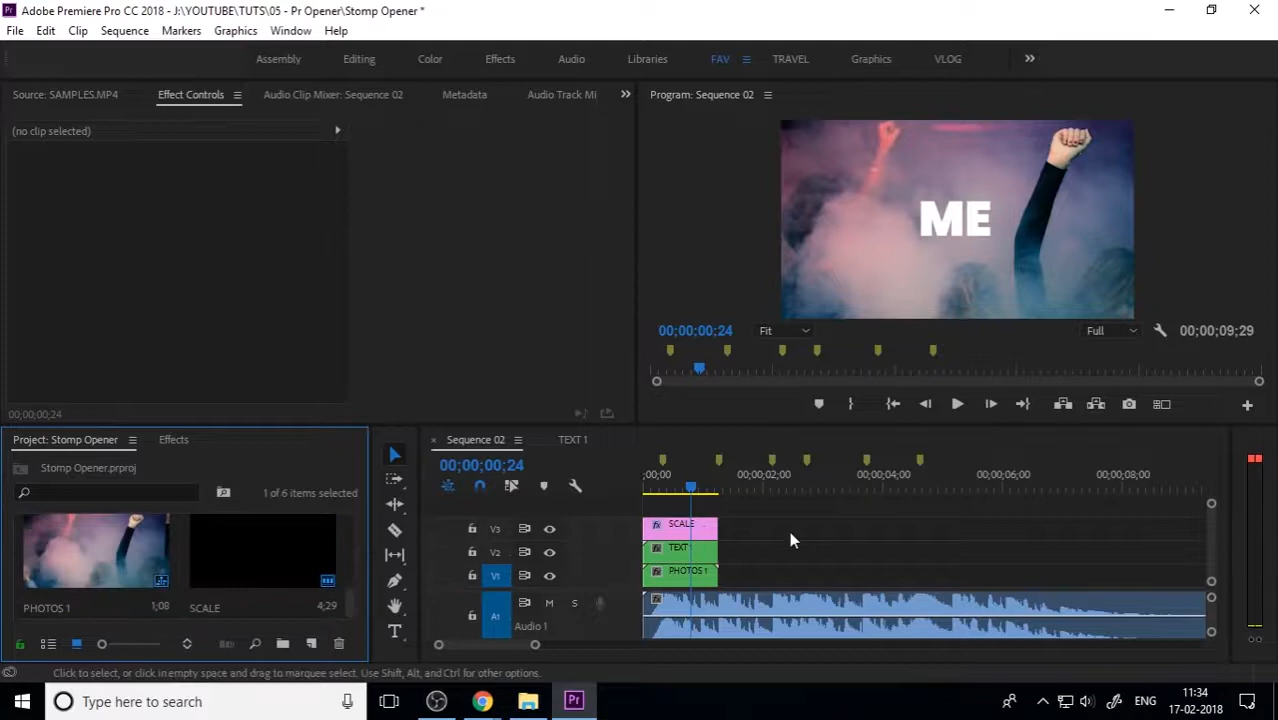 Adobe Premiere Pro CC 2018 - J:\YOUTUBE\TUTS\05 - Pr Opener\Stomp Opener *
File Edit Clip Sequence Markers Graphics Window Help
Assembly Editing Color Effects Audio Libraries FAV TRAVEL Graphics VLOG
Source: SAMPLES.MP4 Effect Controls Audio Clip Mixer: Sequence 02 Metadata Audio Track Mi
Program: Sequence 02
(no clip selected)
ME
00;00;00;24 Fit Full 00;00;09;29
00;00;00;24
Project: Stomp Opener Effects
Stomp Opener.prproj
1 of 6 items selected
PHOTOS 1 1;08 SCALE 4;29
Sequence 02 TEXT 1
00;00;00;24
;00;00 00;00;02;00 00;00;04;00 00;00;06;00 00;00;08;00
V3 SCALE
V2 TEXT
V1 V1 PHOTOS 1
A1 M S
Audio 1
Click to select, or click in empty space and drag to marquee select. Use Shift, Alt, and Ctrl for other options.
Type here to search
Pr
ENG
11:34
17-02-2018